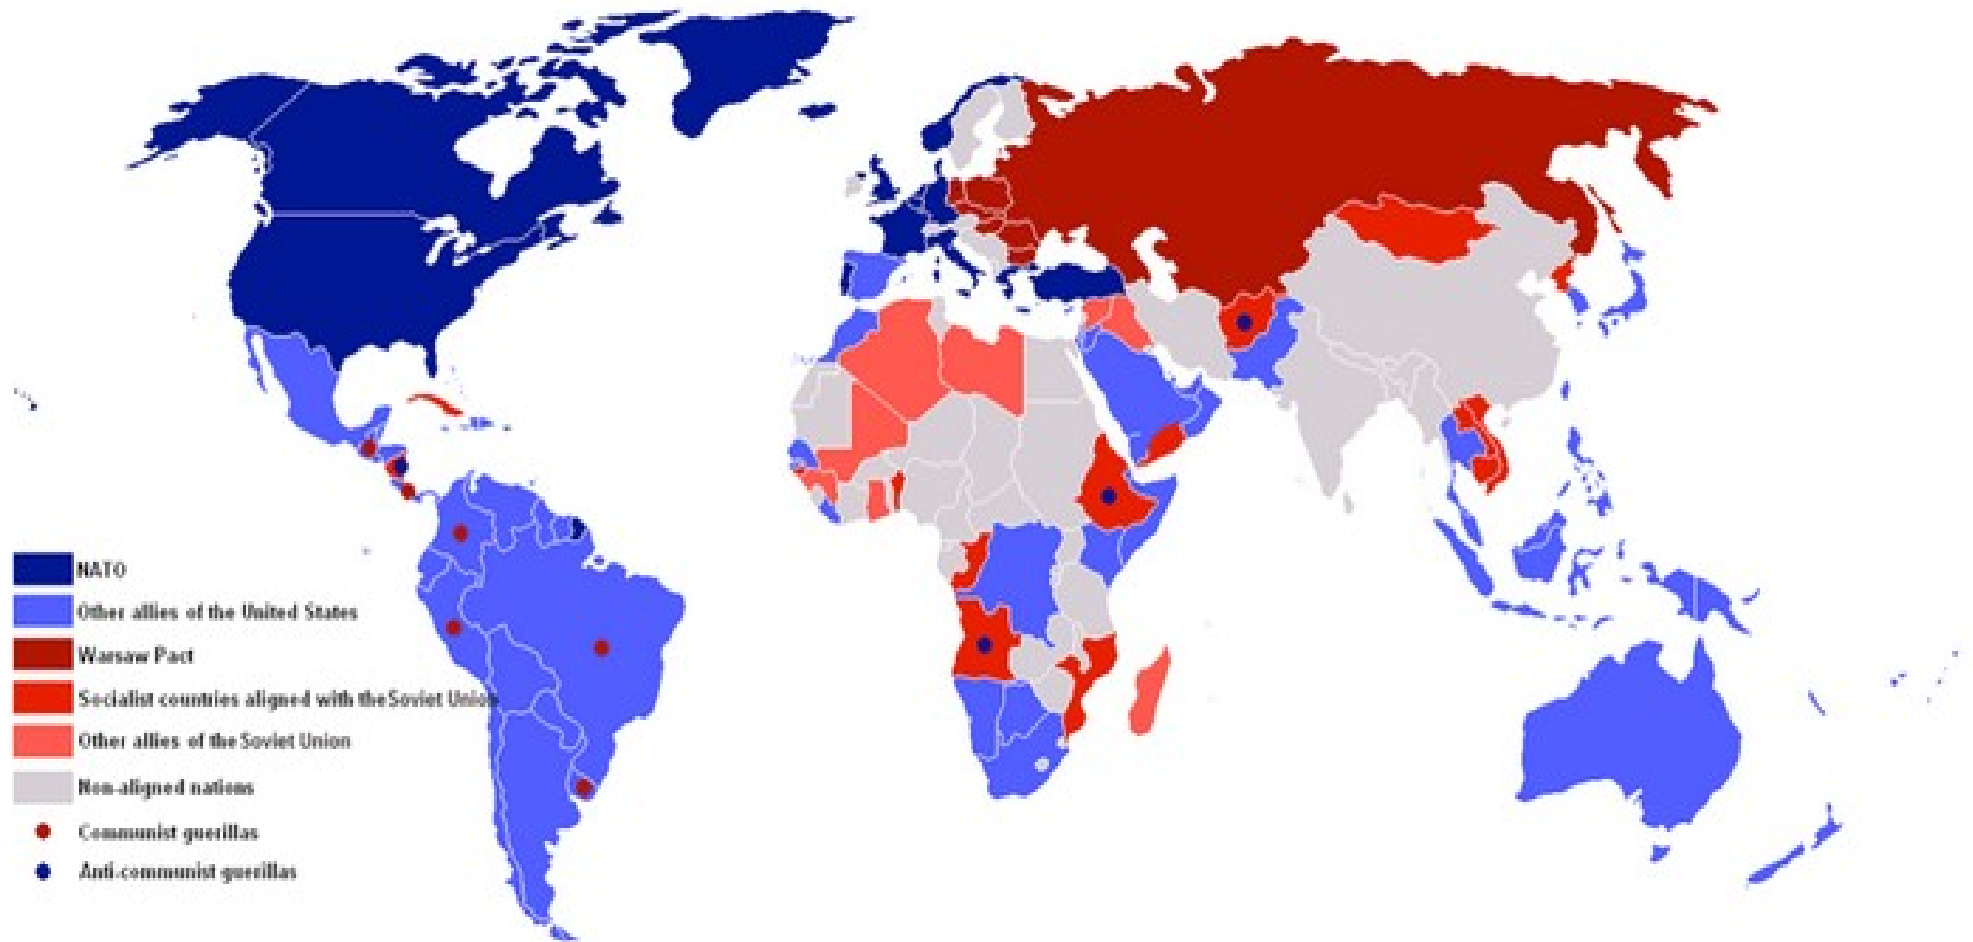 NATO
Other allies of the United States
Warsaw Pact
Socialist countries aligned with the Soviet Union
Other allies of the Soviet Union
Non-aligned nations
Communist guerillas
Anti-communist guerillas